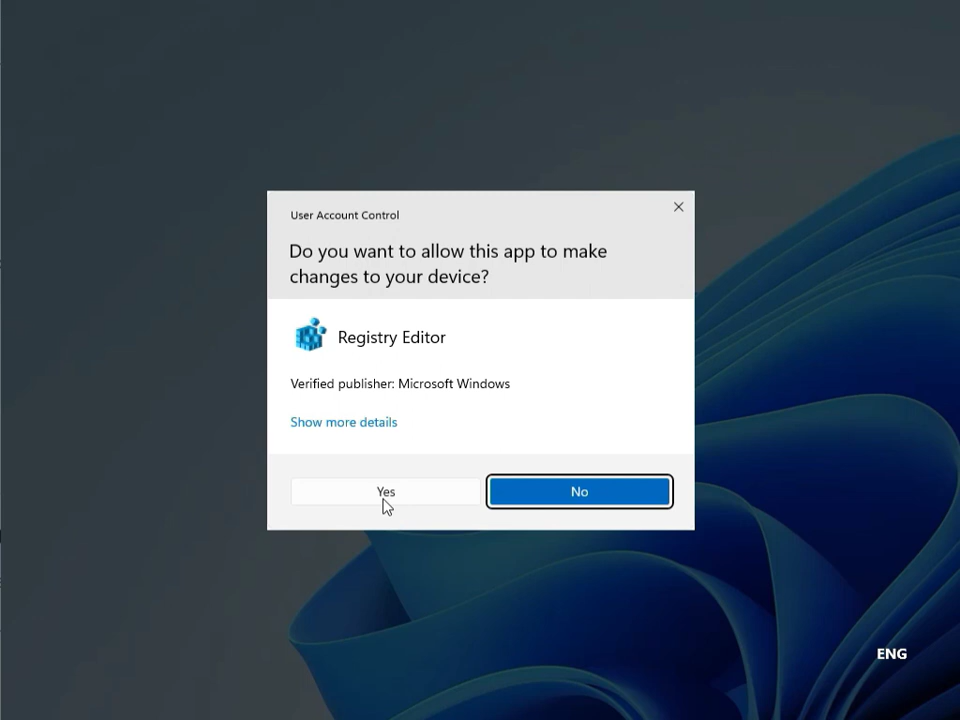 User Account Control
Do you want to allow this app to make
changes to your device?
Registry Editor
Verified publisher: Microsoft Windows
Show more details
Yes
No
ENG